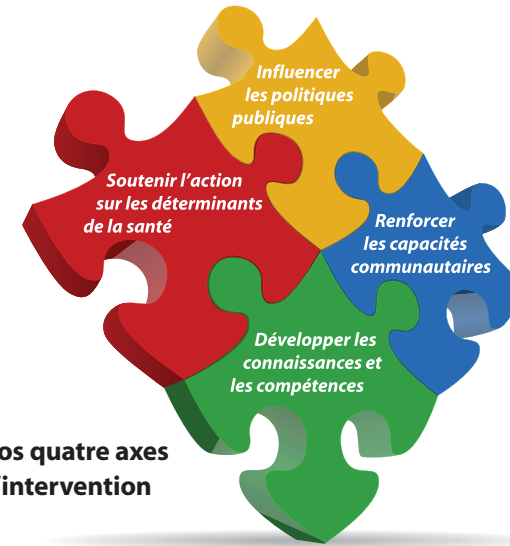 Influencer
les politiques
publiques
Soutenir l'action
sur les déterminants
de la santé
Renforcer
les capacités
communautaires
Développer les
connaissances et
les compétences
os quatre axes
'intervention